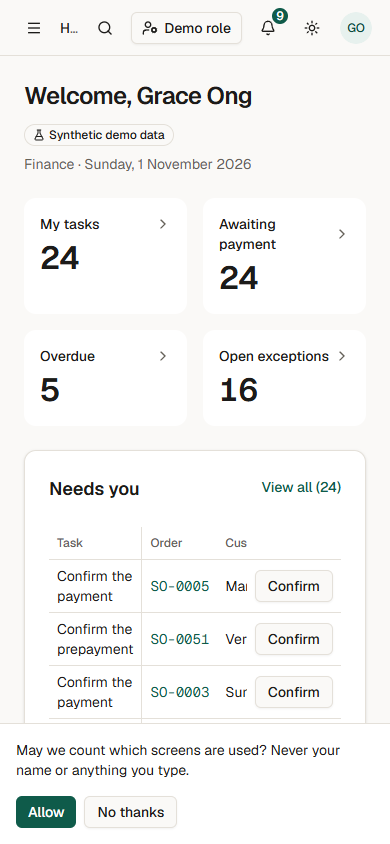 H...
Demo role
9
GO
Welcome, Grace Ong
Synthetic demo data
Finance · Sunday, 1 November 2026
My tasks
24
Awaiting
payment
24
Overdue
5
Open exceptions
16
Needs you
View all (24)
Task Order Cus
Confirm the
payment
SO-0005 Mar Confirm
Confirm the
prepayment
SO-0051 Ver Confirm
Confirm the
payment
SO-0003 Sur Confirm
May we count which screens are used? Never your
name or anything you type.
Allow
No thanks